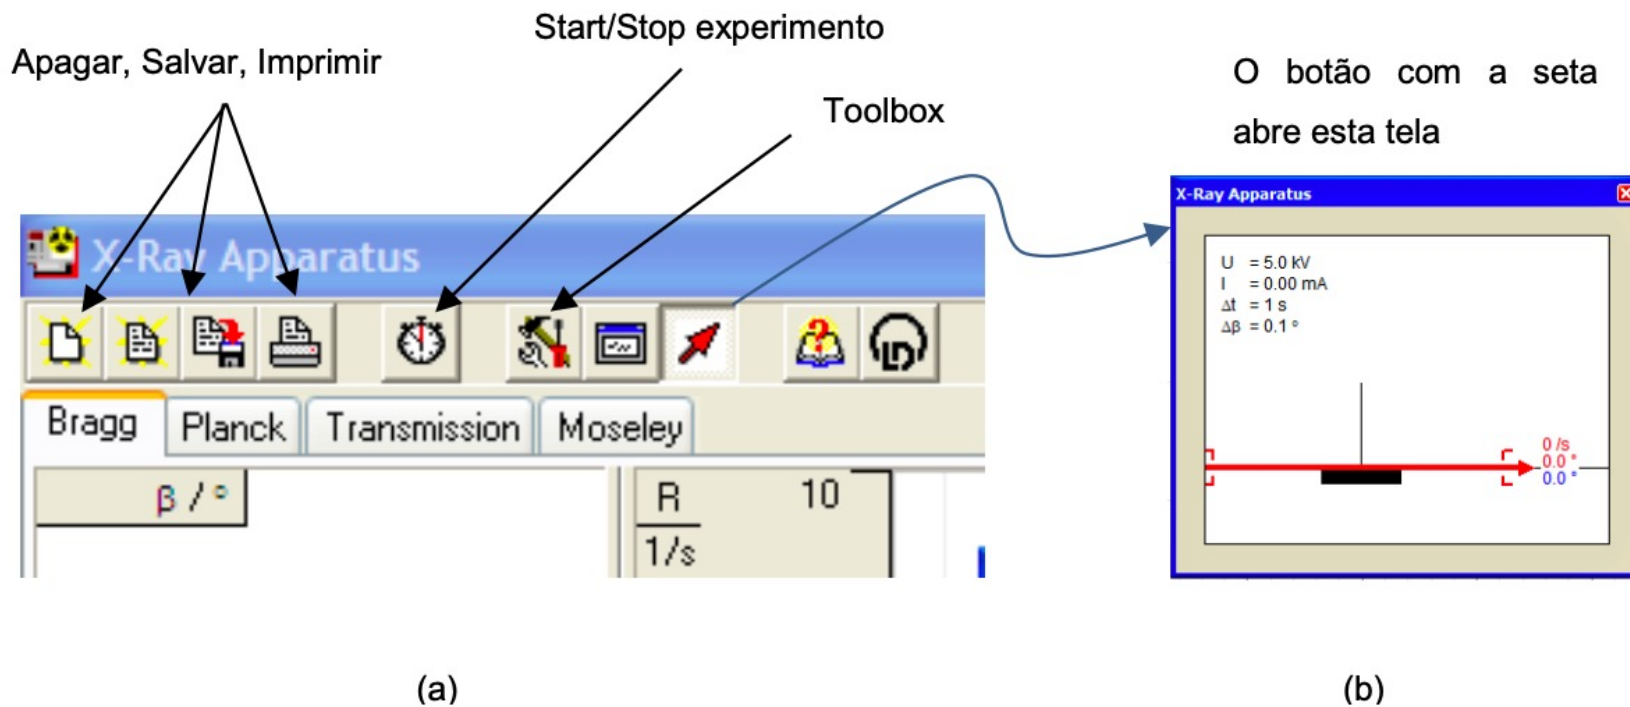 Start/Stop experimento
Apagar, Salvar, Imprimir
Toolbox
O botão com a seta
abre esta tela
X-Ray Apparatus
Bragg
Planck
Transmission
Moseley
β / °
R
1/s
10
X-Ray Apparatus
U = 5.0 kV
I = 0.00 mA
Δt = 1 s
Δβ = 0.1 °
0 /s
0.0 °
0.0 °
(a)
(b)